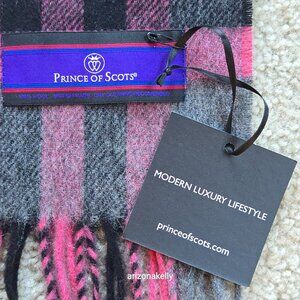 PRINCE OF SCOTS®
MODERN LUXURY LIFESTYLE
princeofscots.com
arizonakelly